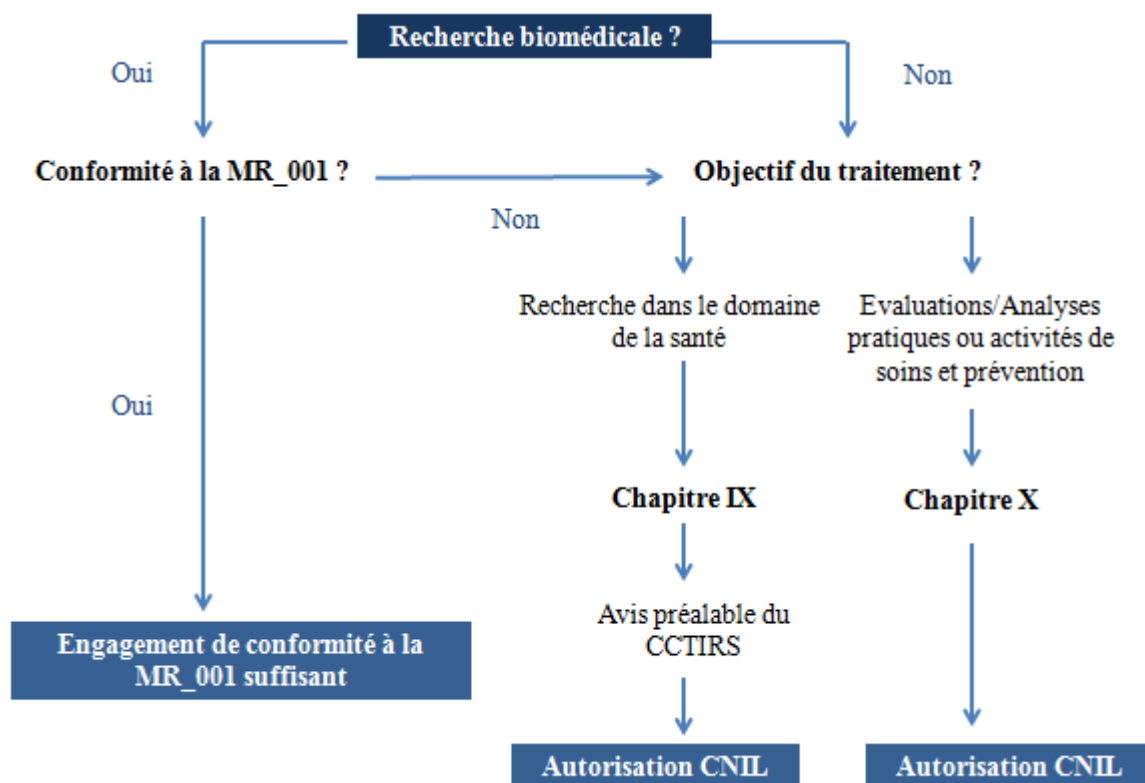 Recherche biomédicale ?
Oui
Non
Conformité à la MR_001 ?
Objectif du traitement ?
Non
Recherche dans le domaine
de la santé
Evaluations/Analyses
pratiques ou activités de
soins et prévention
Oui
Chapitre IX
Chapitre X
Avis préalable du
CCTIRS
Engagement de conformité à la
MR_001 suffisant
Autorisation CNIL
Autorisation CNIL